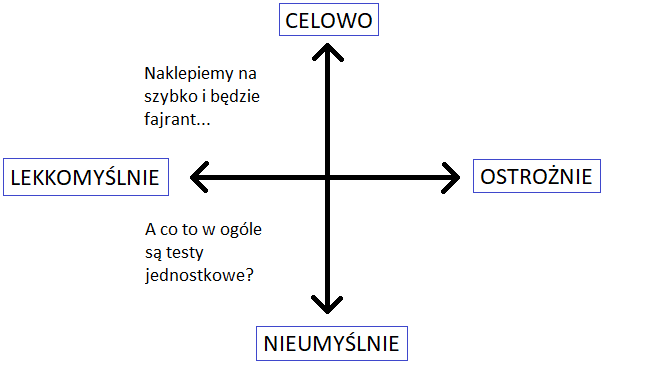 CELOWO
Naklepiemy na
szybko i będzie
fajrant...
LEKKOMYŚLNIE
OSTROŻNIE
A co to w ogóle
są testy
jednostkowe?
NIEUMYŚLNIE